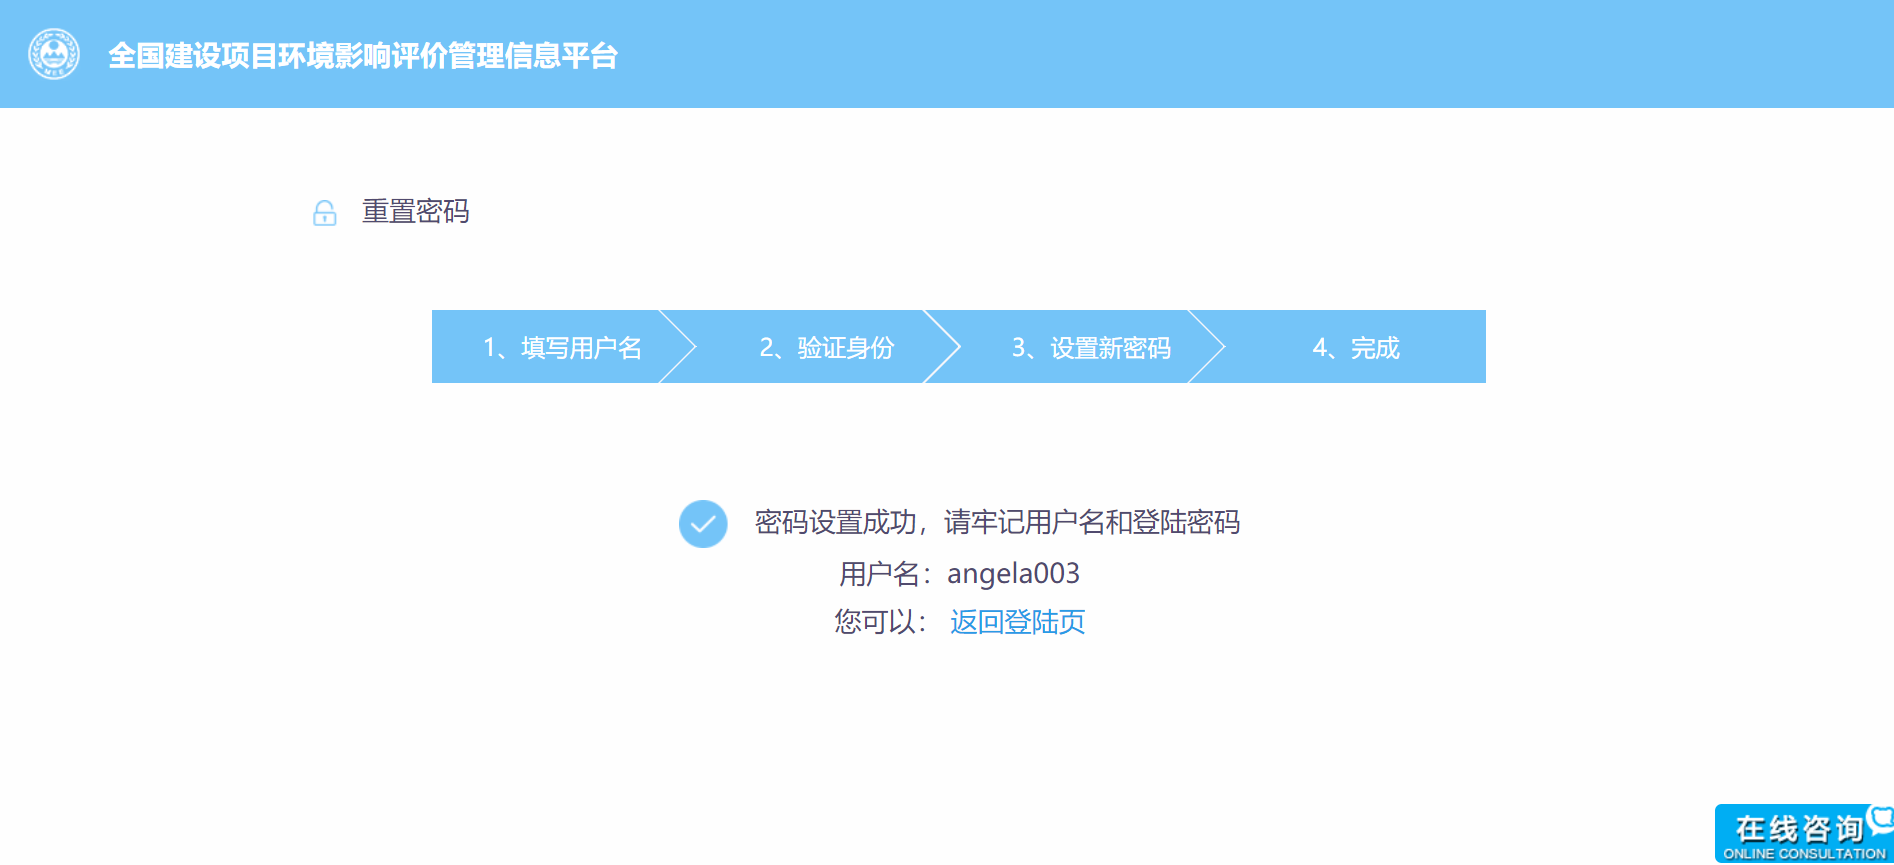 MEE
全国建设项目环境影响评价管理信息平台
重置密码
1、填写用户名
2、验证身份
3、设置新密码
4、完成
密码设置成功，请牢记用户名和登陆密码
用户名：angela003
您可以： 返回登陆页
在线咨询
ONLINE CONSULTATION